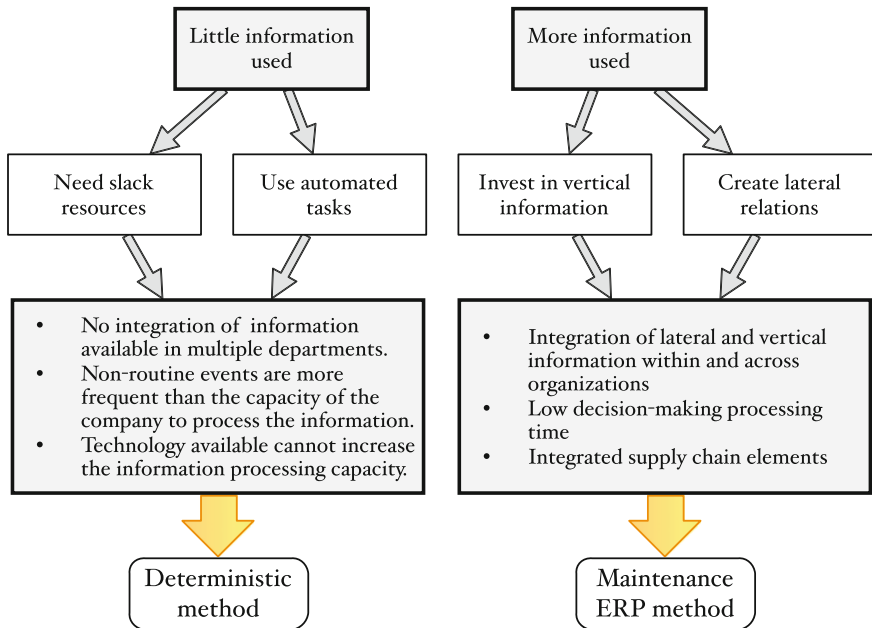 Little information
used
More information
used
Need slack
resources
Use automated
tasks
Invest in vertical
information
Create lateral
relations
• No integration of information
available in multiple departments.
• Non-routine events are more
frequent than the capacity of the
company to process the information.
• Technology available cannot increase
the information processing capacity.
• Integration of lateral and vertical
information within and across
organizations
• Low decision-making processing
time
• Integrated supply chain elements
Deterministic
method
Maintenance
ERP method